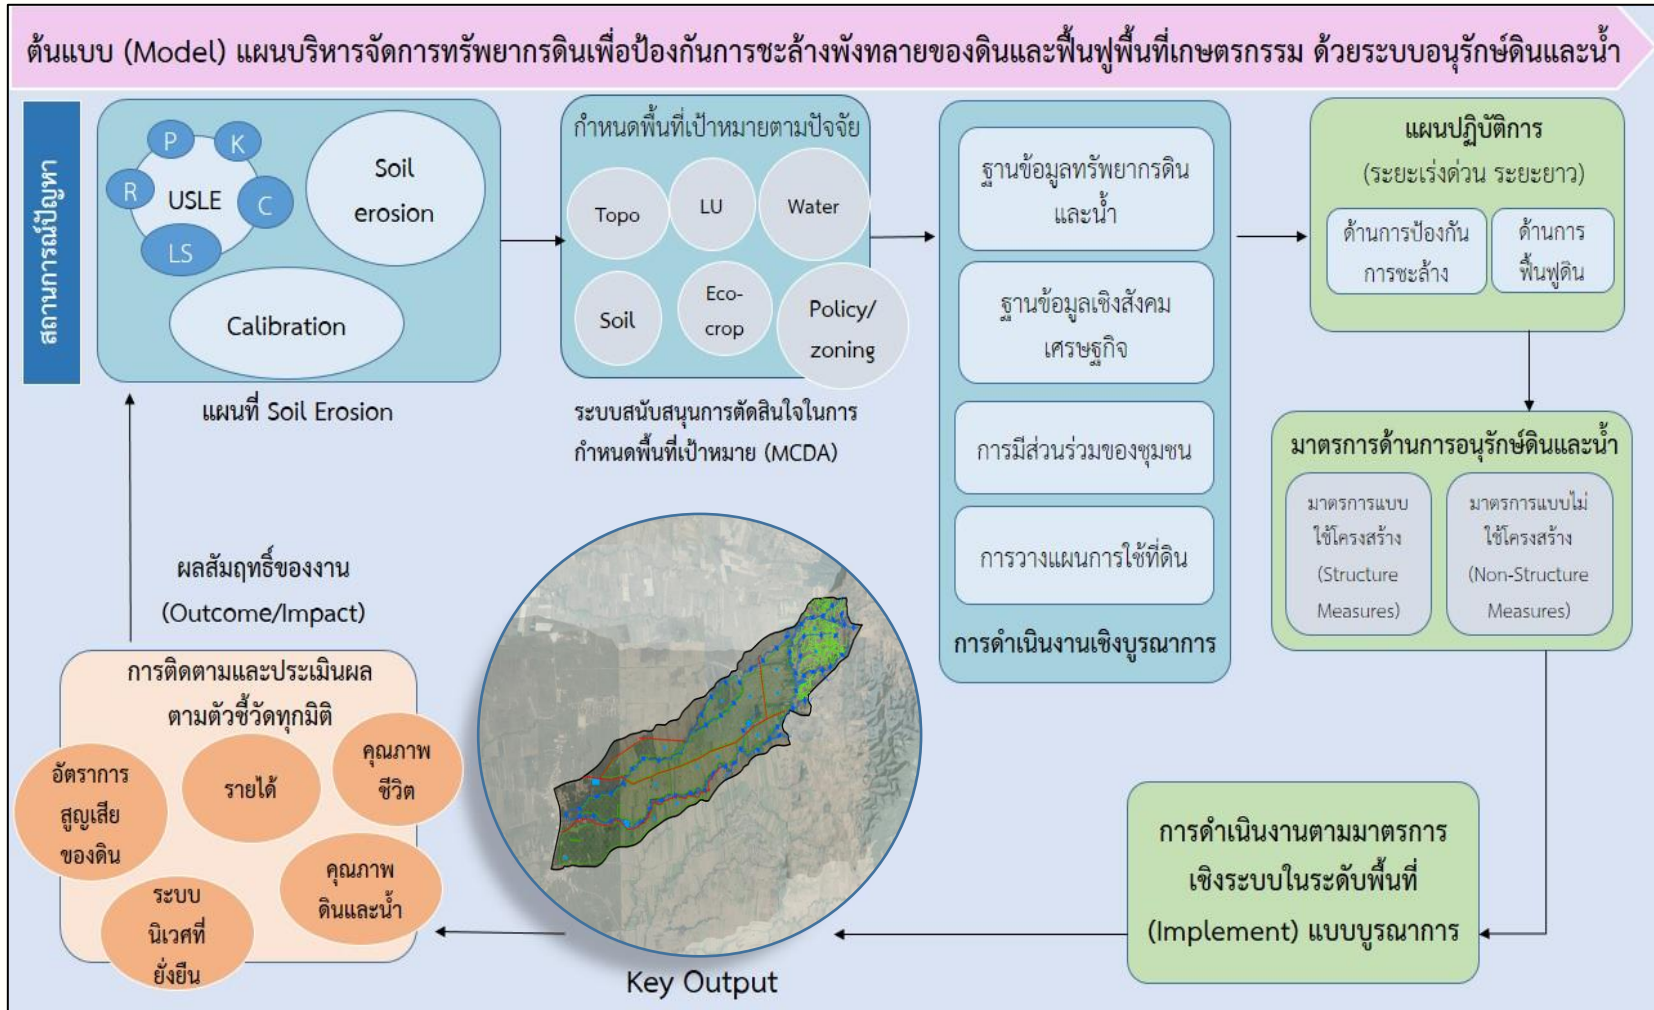 ต้นแบบ (Model) แผนบริหารจัดการทรัพยากรดินเพื่อป้องกันการชะล้างพังทลายของดินและฟื้นฟูพื้นที่เกษตรกรรม ด้วยระบบอนุรักษ์ดินและน้ำ
สถานการณ์ปัญหา
P
K
R
USLE
C
LS
Soil
erosion
Calibration
แผนที่ Soil Erosion
กำหนดพื้นที่เป้าหมายตามปัจจัย
Topo
LU
Water
Soil
Eco-
crop
Policy/
zoning
ระบบสนับสนุนการตัดสินใจในการ
กำหนดพื้นที่เป้าหมาย (MCDA)
ฐานข้อมูลทรัพยากรดิน
และน้ำ
ฐานข้อมูลเชิงสังคม
เศรษฐกิจ
การมีส่วนร่วมของชุมชน
การวางแผนการใช้ที่ดิน
การดำเนินงานเชิงบูรณาการ
แผนปฏิบัติการ
(ระยะเร่งด่วน ระยะยาว)
ด้านการป้องกัน
การชะล้าง
ด้านการ
ฟื้นฟูดิน
มาตรการด้านการอนุรักษ์ดินและน้ำ
มาตรการแบบ
ใช้โครงสร้าง
(Structure
Measures)
มาตรการแบบไม่
ใช้โครงสร้าง
(Non-Structure
Measures)
การดำเนินงานตามมาตรการ
เชิงระบบในระดับพื้นที่
(Implement) แบบบูรณาการ
Key Output
ผลสัมฤทธิ์ของงาน
(Outcome/Impact)
การติดตามและประเมินผล
ตามตัวชี้วัดทุกมิติ
อัตราการ
สูญเสีย
ของดิน
รายได้
คุณภาพ
ชีวิต
คุณภาพ
ดินและน้ำ
ระบบ
นิเวศที่
ยั่งยืน